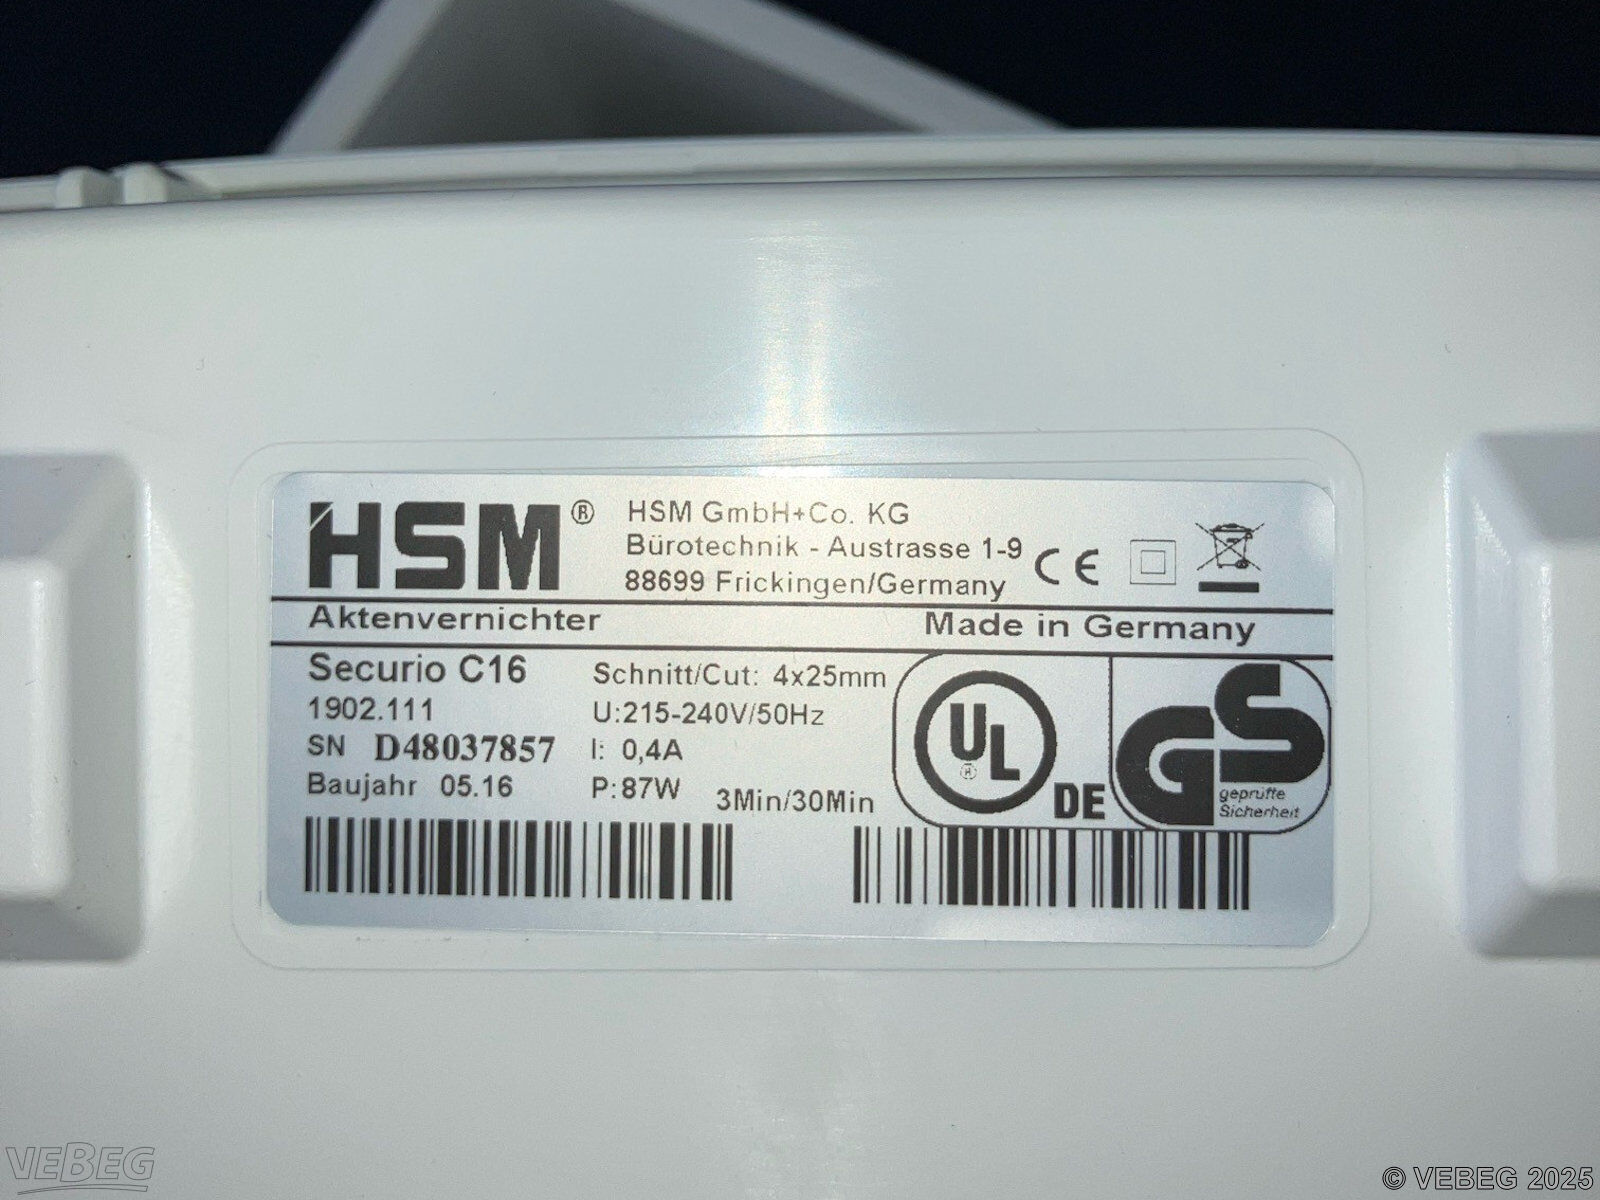 HSM® HSM GmbH+Co. KG
Bürotechnik - Austrasse 1-9
88699 Frickingen/Germany
CE
Aktenvernichter Made in Germany
Securio C16 Schnitt/Cut: 4x25mm
1902.111 U:215-240V/50Hz
SN D48037857 I: 0,4A
Baujahr 05.16 P:87W 3Min/30Min
UL® DE GS
geprüfte
Sicherheit
VEBEG
© VEBEG 2025